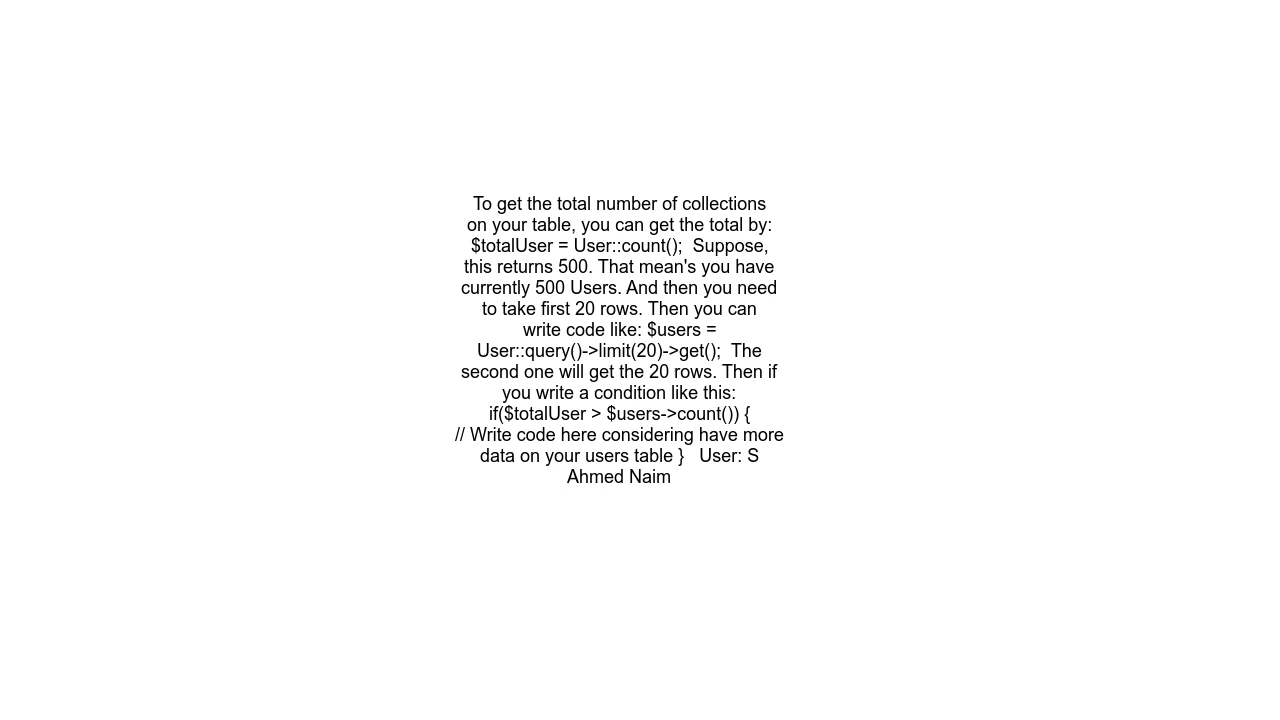 To get the total number of collections
on your table, you can get the total by:
$totalUser = User::count();  Suppose,
this returns 500. That mean's you have
currently 500 Users. And then you need
to take first 20 rows. Then you can
write code like: $users =
User::query()->limit(20)->get();  The
second one will get the 20 rows. Then if
you write a condition like this:
if($totalUser > $users->count()) {
// Write code here considering have more
data on your users table }   User: S
Ahmed Naim